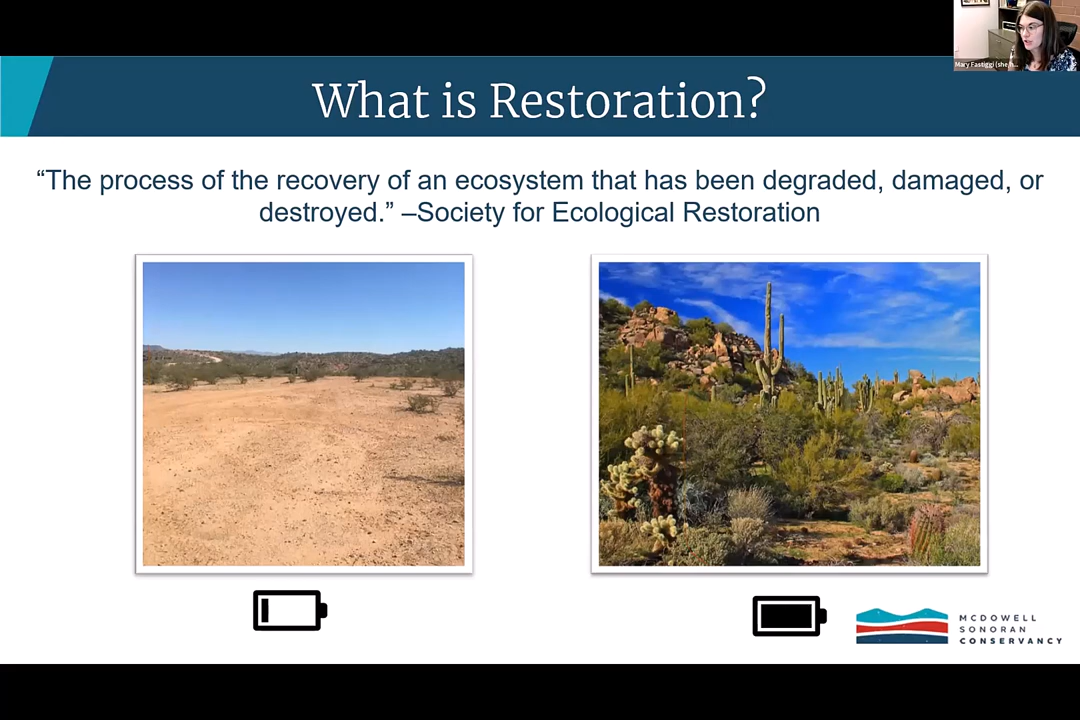 Mary Fastiggi (she/h...
What is Restoration?
“The process of the recovery of an ecosystem that has been degraded, damaged, or
destroyed.” –Society for Ecological Restoration
MCDOWELL
SONORAN
CONSERVANCY